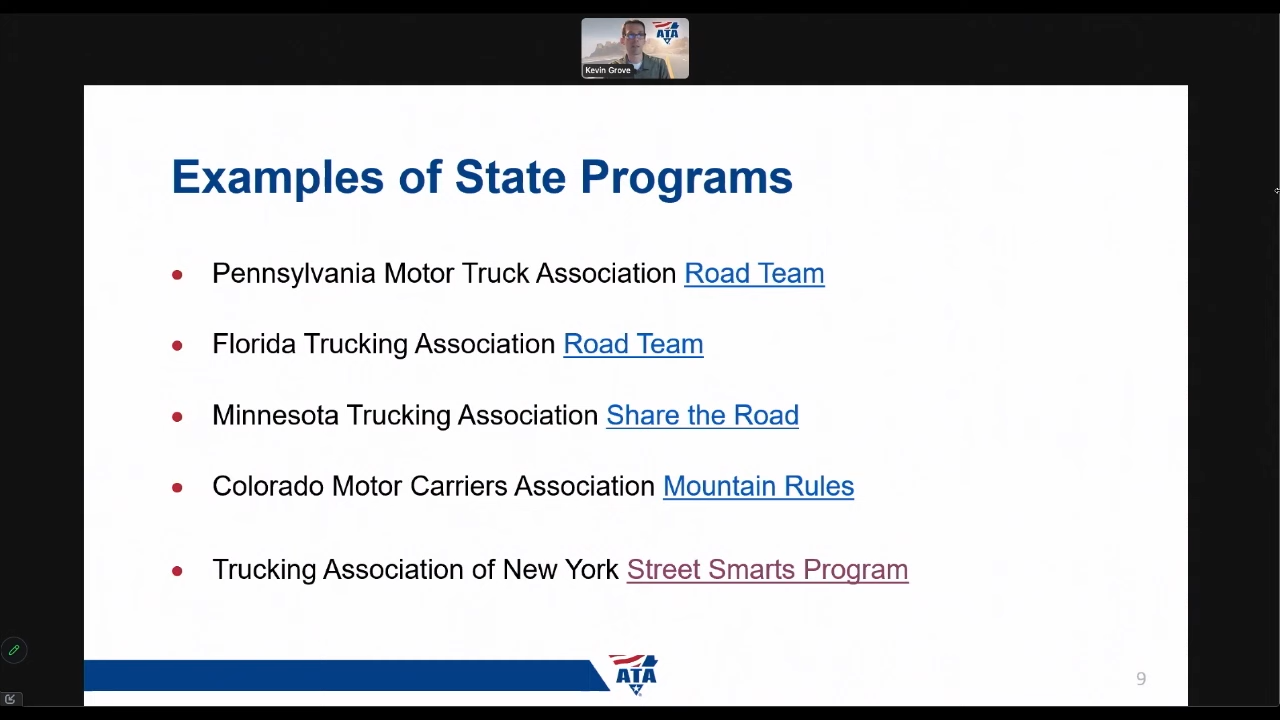 ATA
Kevin Grove
Examples of State Programs
Pennsylvania Motor Truck Association Road Team
Florida Trucking Association Road Team
Minnesota Trucking Association Share the Road
Colorado Motor Carriers Association Mountain Rules
Trucking Association of New York Street Smarts Program
ATA
9